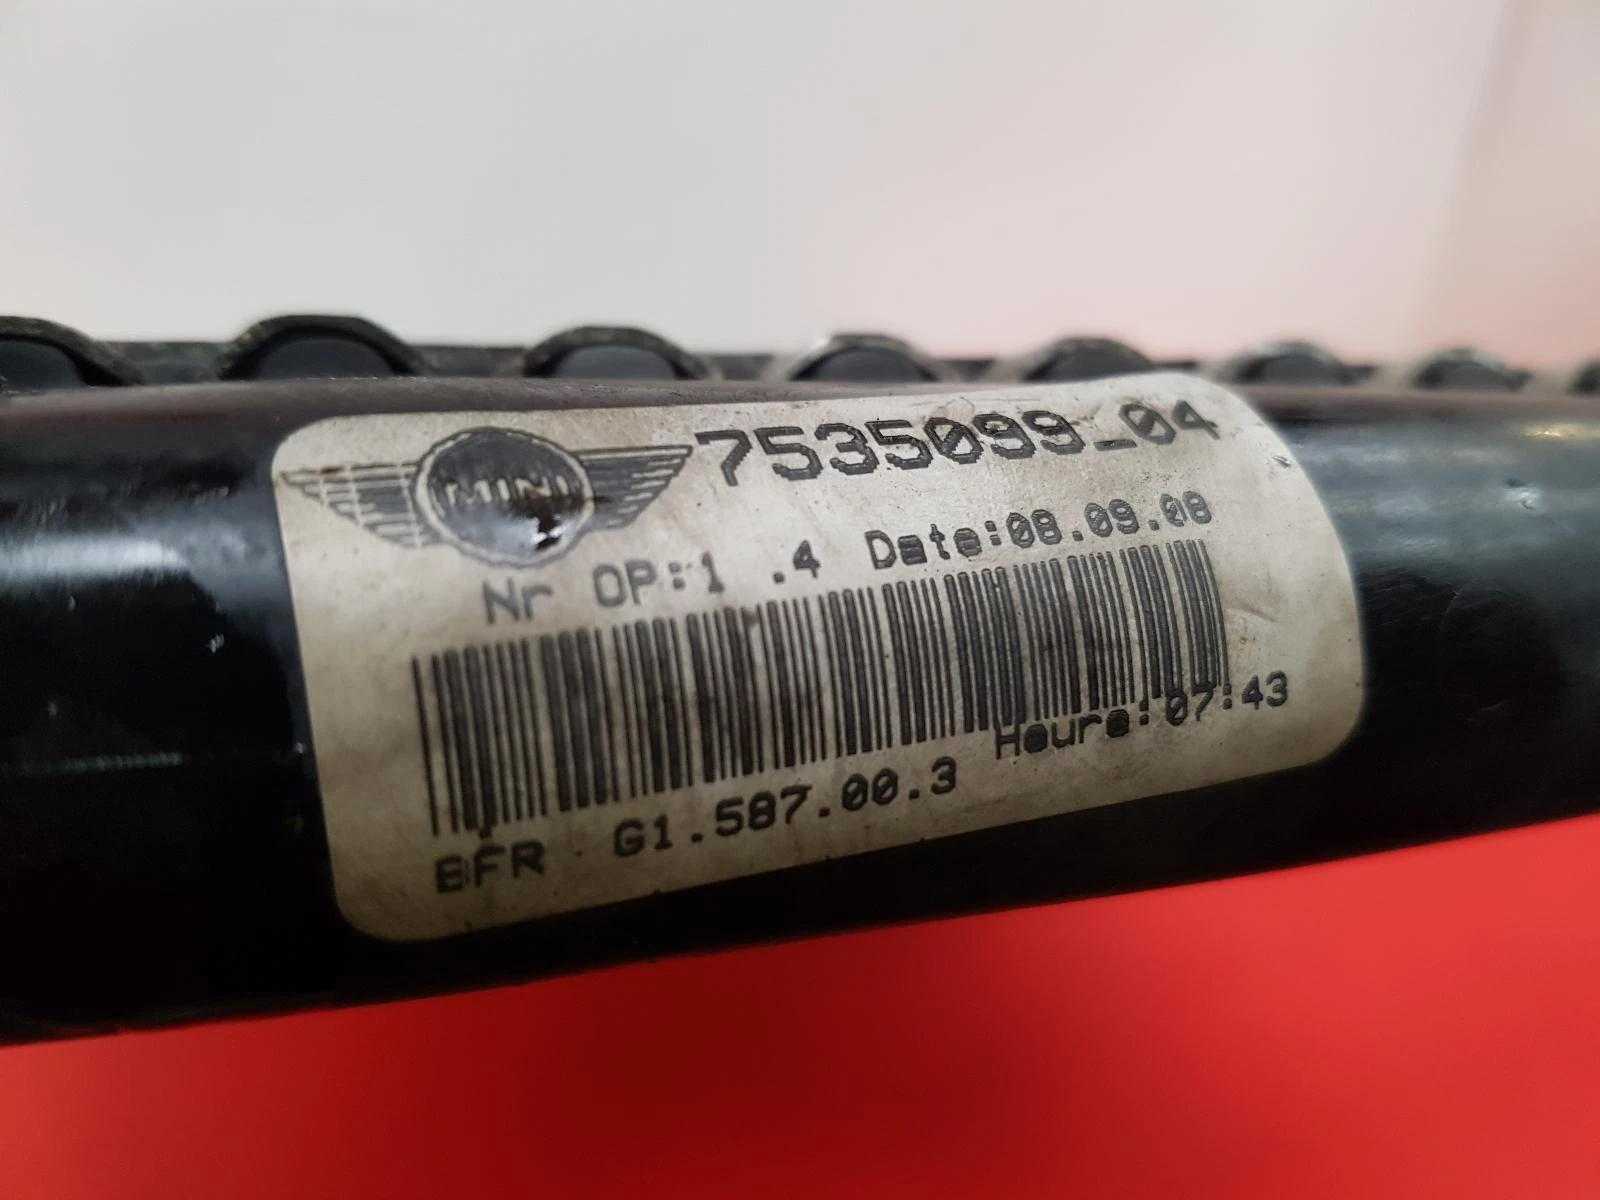 MINI 7535099_04
Nr OP:1 .4 Date:08.09.08
Heure:07:43
BFR G1.587.00.3